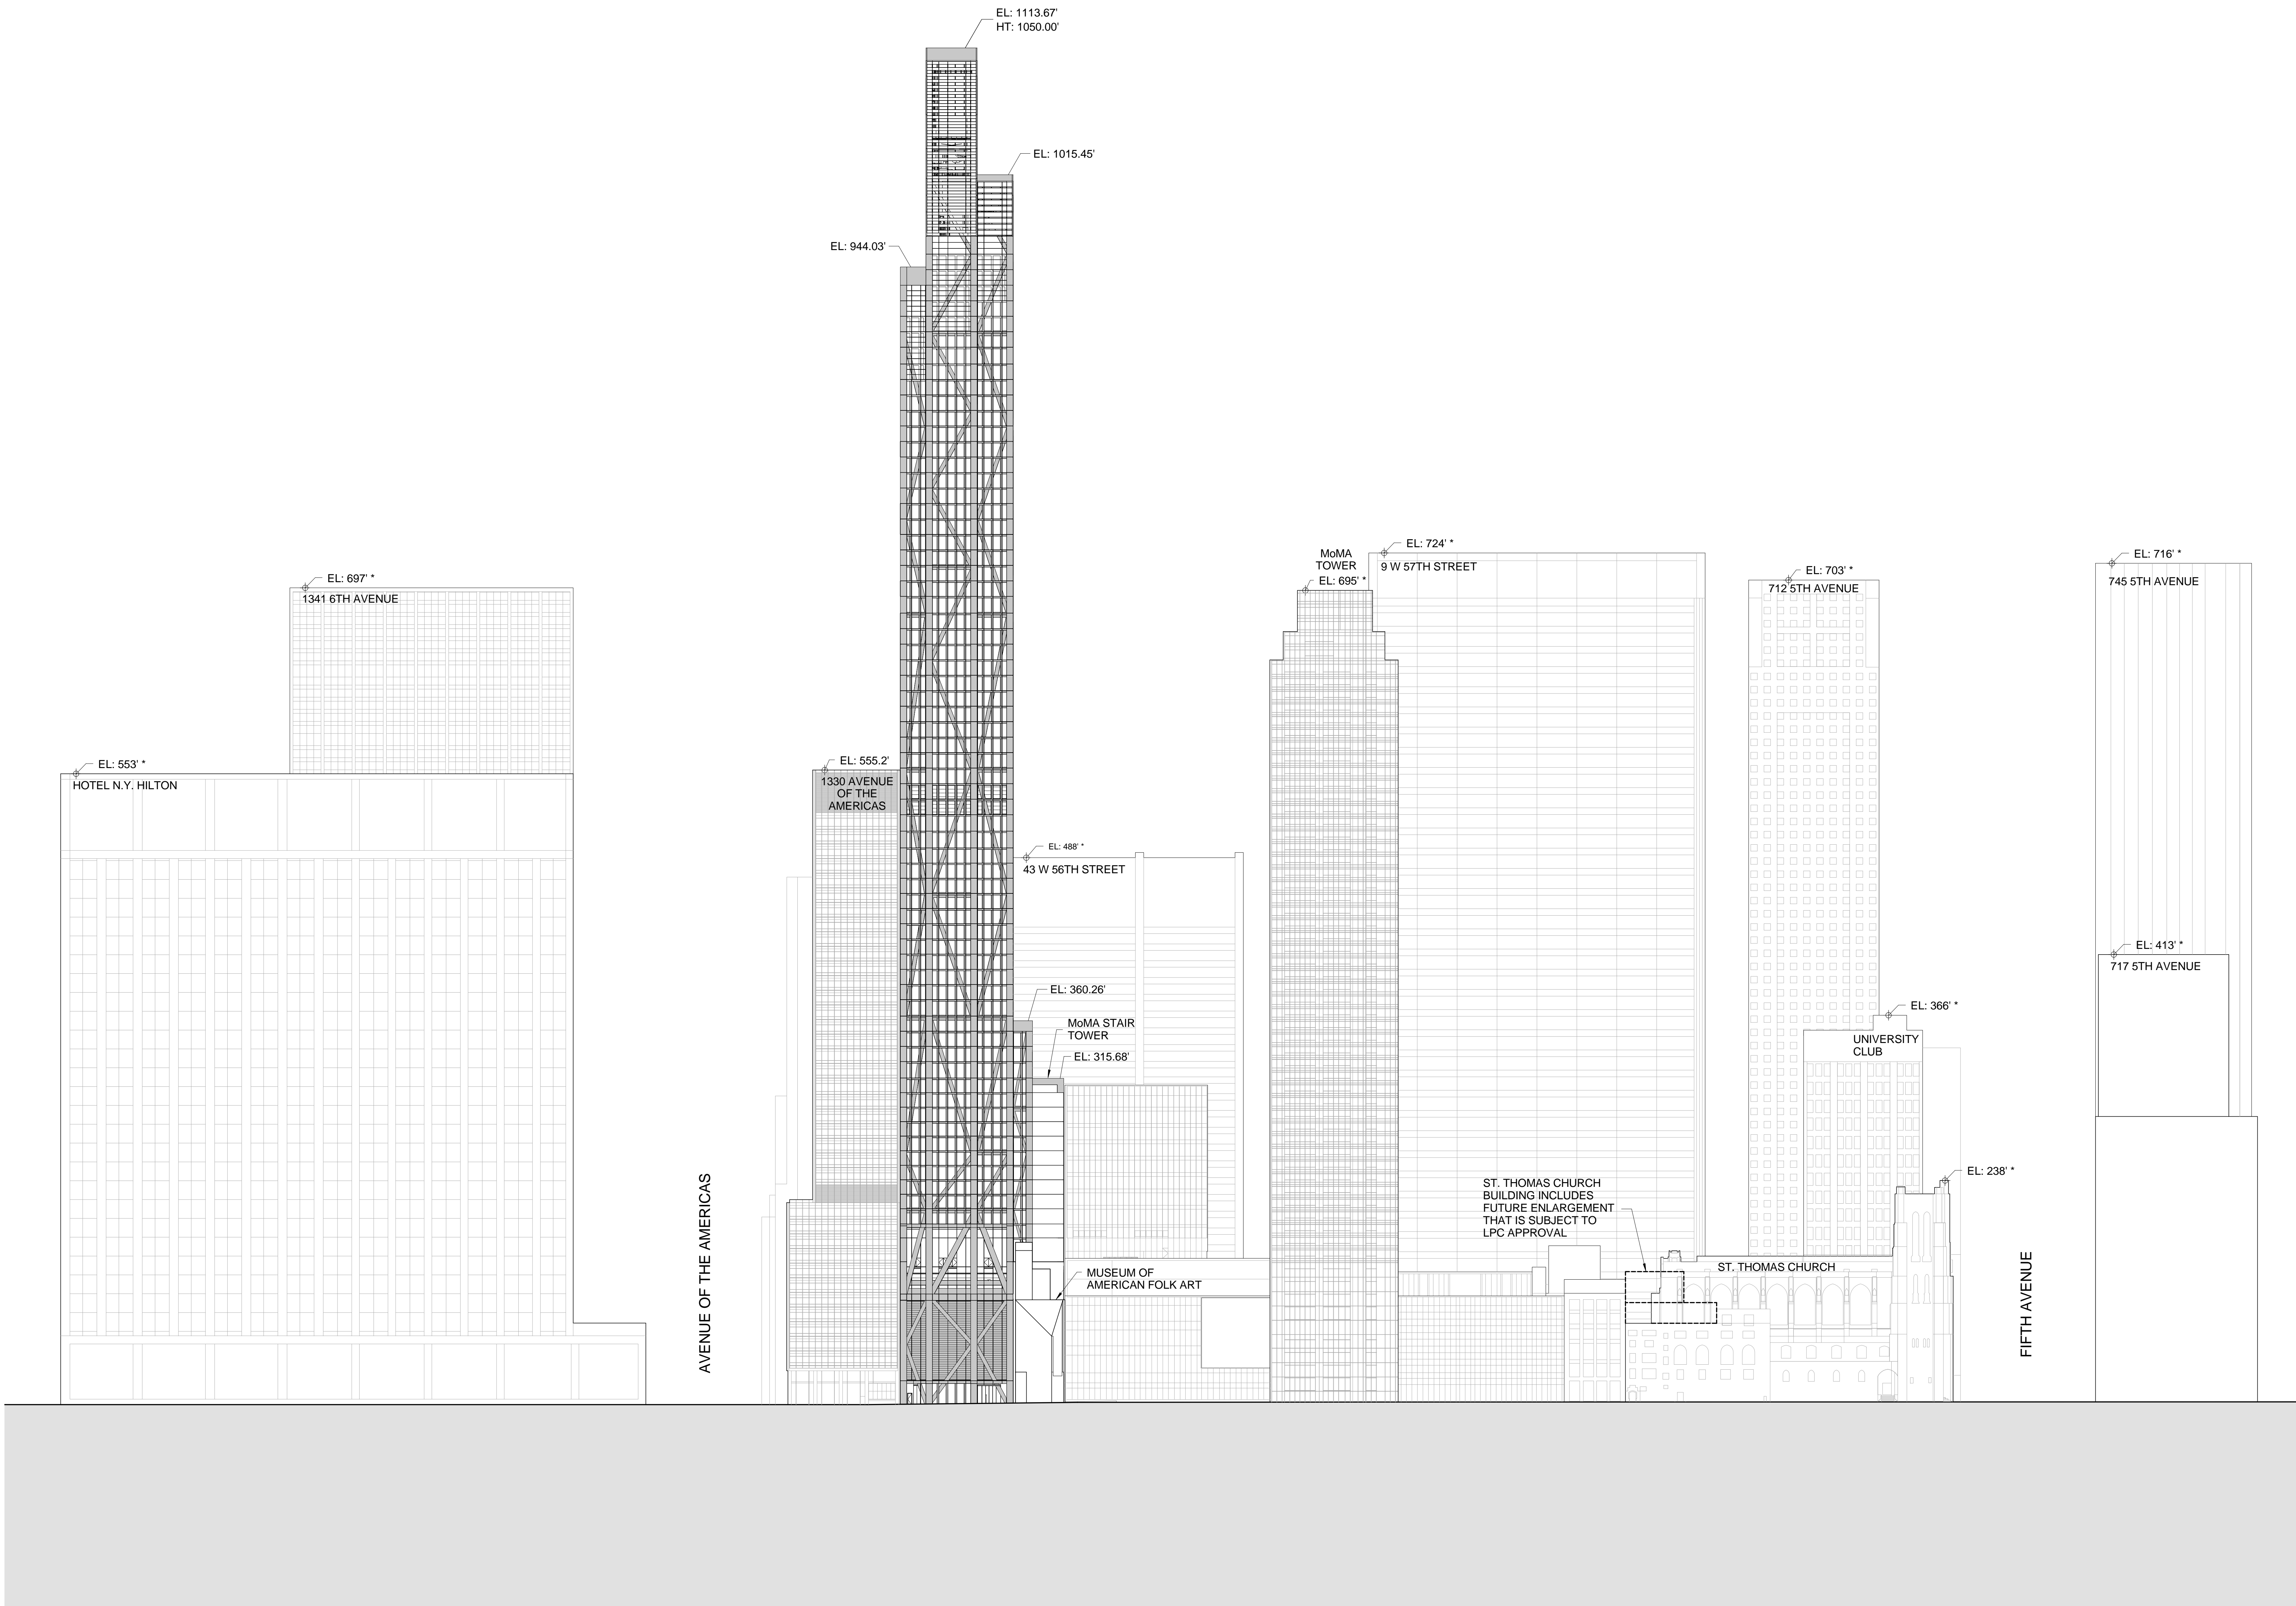 EL: 1113.67'
HT: 1050.00'
EL: 1015.45'
EL: 944.03'
EL: 697' *
1341 6TH AVENUE
EL: 553' *
HOTEL N.Y. HILTON
AVENUE OF THE AMERICAS
EL: 555.2'
1330 AVENUE
OF THE
AMERICAS
EL: 488' *
43 W 56TH STREET
EL: 360.26'
MoMA STAIR
TOWER
EL: 315.68'
MUSEUM OF
AMERICAN FOLK ART
MoMA
TOWER
EL: 695' *
EL: 724' *
9 W 57TH STREET
ST. THOMAS CHURCH
BUILDING INCLUDES
FUTURE ENLARGEMENT
THAT IS SUBJECT TO
LPC APPROVAL
EL: 703' *
712 5TH AVENUE
EL: 366' *
UNIVERSITY
CLUB
EL: 238' *
ST. THOMAS CHURCH
FIFTH AVENUE
EL: 716' *
745 5TH AVENUE
EL: 413' *
717 5TH AVENUE